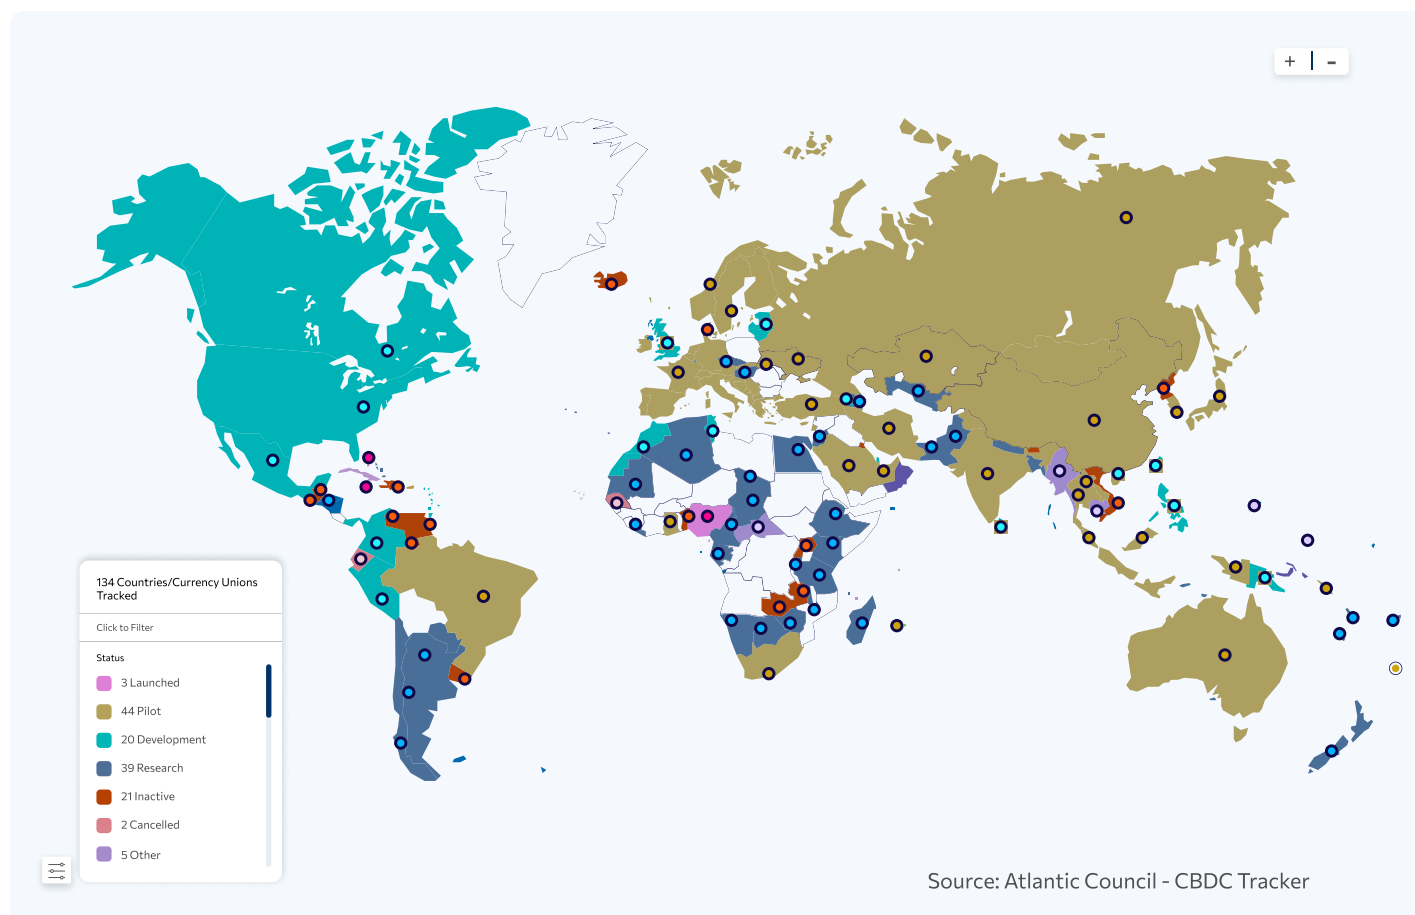 + | -
134 Countries/Currency Unions
Tracked
Click to Filter
Status
3 Launched
44 Pilot
20 Development
39 Research
21 Inactive
2 Cancelled
5 Other
Source: Atlantic Council - CBDC Tracker